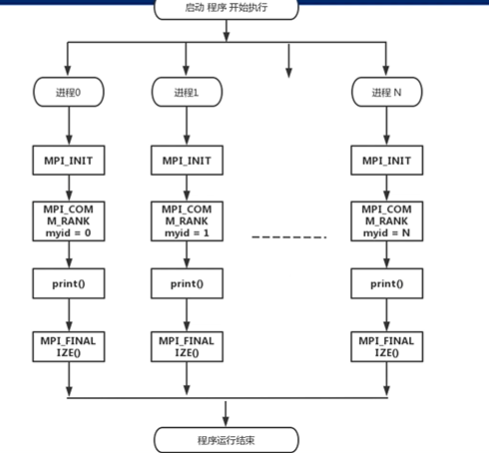 启动 程序 开始执行
进程0
进程1
进程 N
MPI_INIT
MPI_INIT
MPI_INIT
MPI_COM
M_RANK
myid = 0
MPI_COM
M_RANK
myid = 1
MPI_COM
M_RANK
myid = N
print()
print()
print()
MPI_FINAL
IZE()
MPI_FINAL
IZE()
MPI_FINAL
IZE()
程序运行结束